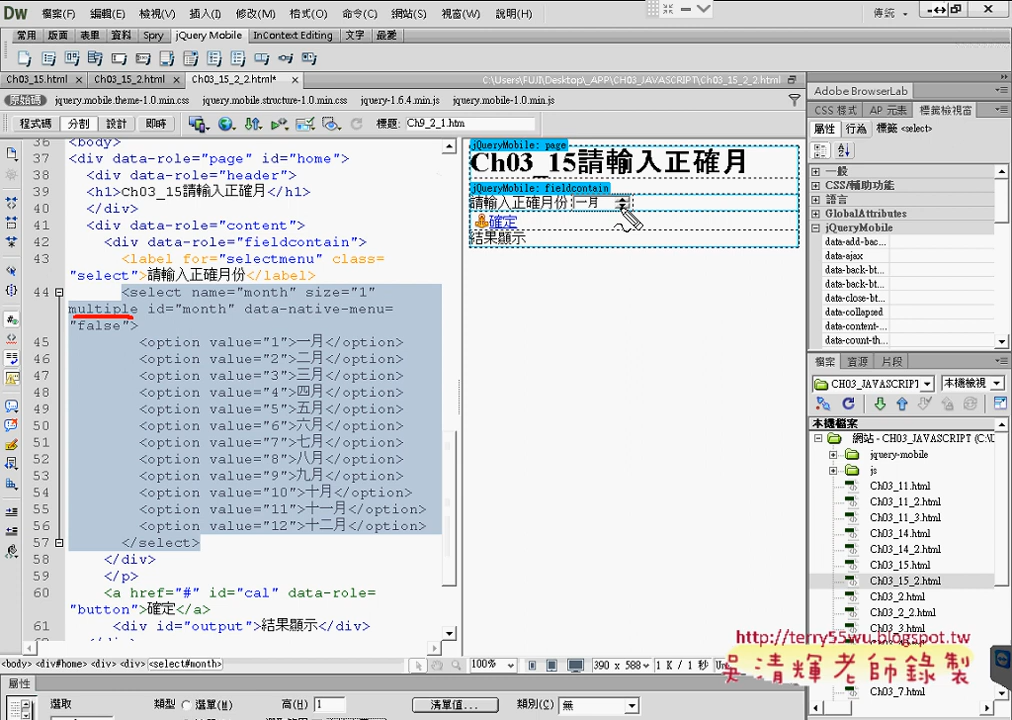 Dw 檔案(F) 編輯(E) 檢視(V) 插入(I) 修改(M) 格式(O) 命令(C) 網站(S) 視窗(W) 說明(H) 傳統
常用 版面 表單 資料 Spry jQuery Mobile InContext Editing 文字 最愛
Ch03_15.html × Ch03_15_2.html × Ch03_15_2_2.html* × C:\Users\FUJI\Desktop\_APP\CH03_JAVASCRIPT\Ch03_15_2_2.html
原始碼 jquery.mobile.theme-1.0.min.css jquery.mobile.structure-1.0.min.css jquery-1.6.4.min.js jquery.mobile-1.0.min.js
程式碼 分割 設計 即時 標題: Ch9_2_1.htm
36 <body>
37 <div data-role="page" id="home">
38 <div data-role="header">
39 <h1>Ch03_15請輸入正確月</h1>
40 </div>
41 <div data-role="content">
42 <div data-role="fieldcontain">
43 <label for="selectmenu" class=
"select">請輸入正確月份</label>
44 <select name="month" size="1"
multiple id="month" data-native-menu=
"false">
45 <option value="1">一月</option>
46 <option value="2">二月</option>
47 <option value="3">三月</option>
48 <option value="4">四月</option>
49 <option value="5">五月</option>
50 <option value="6">六月</option>
51 <option value="7">七月</option>
52 <option value="8">八月</option>
53 <option value="9">九月</option>
54 <option value="10">十月</option>
55 <option value="11">十一月</option>
56 <option value="12">十二月</option>
57 </select>
58 </div>
59 </p>
60 <a href="#" id="cal" data-role=
"button">確定</a>
61 <div id="output">結果顯示</div>
<body> <div#home> <div> <div> <select#month>
jQueryMobile: page
Ch03_15請輸入正確月
jQueryMobile: fieldcontain
請輸入正確月份 一月
確定
結果顯示
100% 390 x 588 1 K / 1 秒
Adobe BrowserLab
CSS 樣式 AP 元素 標籤檢視窗
屬性 行為 標籤 <select>
一般
CSS/輔助功能
語言
GlobalAttributes
jQueryMobile
data-add-bac...
data-ajax
data-back-bt...
data-back-bt...
data-close-bt...
data-collapsed
data-content-...
data-count-th...
檔案 資源 片段
CH03_JAVASCRIPT 本機檢視
本機檔案
網站 - CH03_JAVASCRIPT (C:\U
jquery-mobile
js
Ch03_11.html
Ch03_11_2.html
Ch03_11_3.html
Ch03_14.html
Ch03_14_2.html
Ch03_15.html
Ch03_15_2.html
Ch03_2.html
Ch03_2_2.html
Ch03_3.html
Ch03_7.html
http://terry55wu.blogspot.tw
吳清輝老師錄製
屬性
選取 類型 選單(M) 高(H) 1 清單值... 類別(C) 無